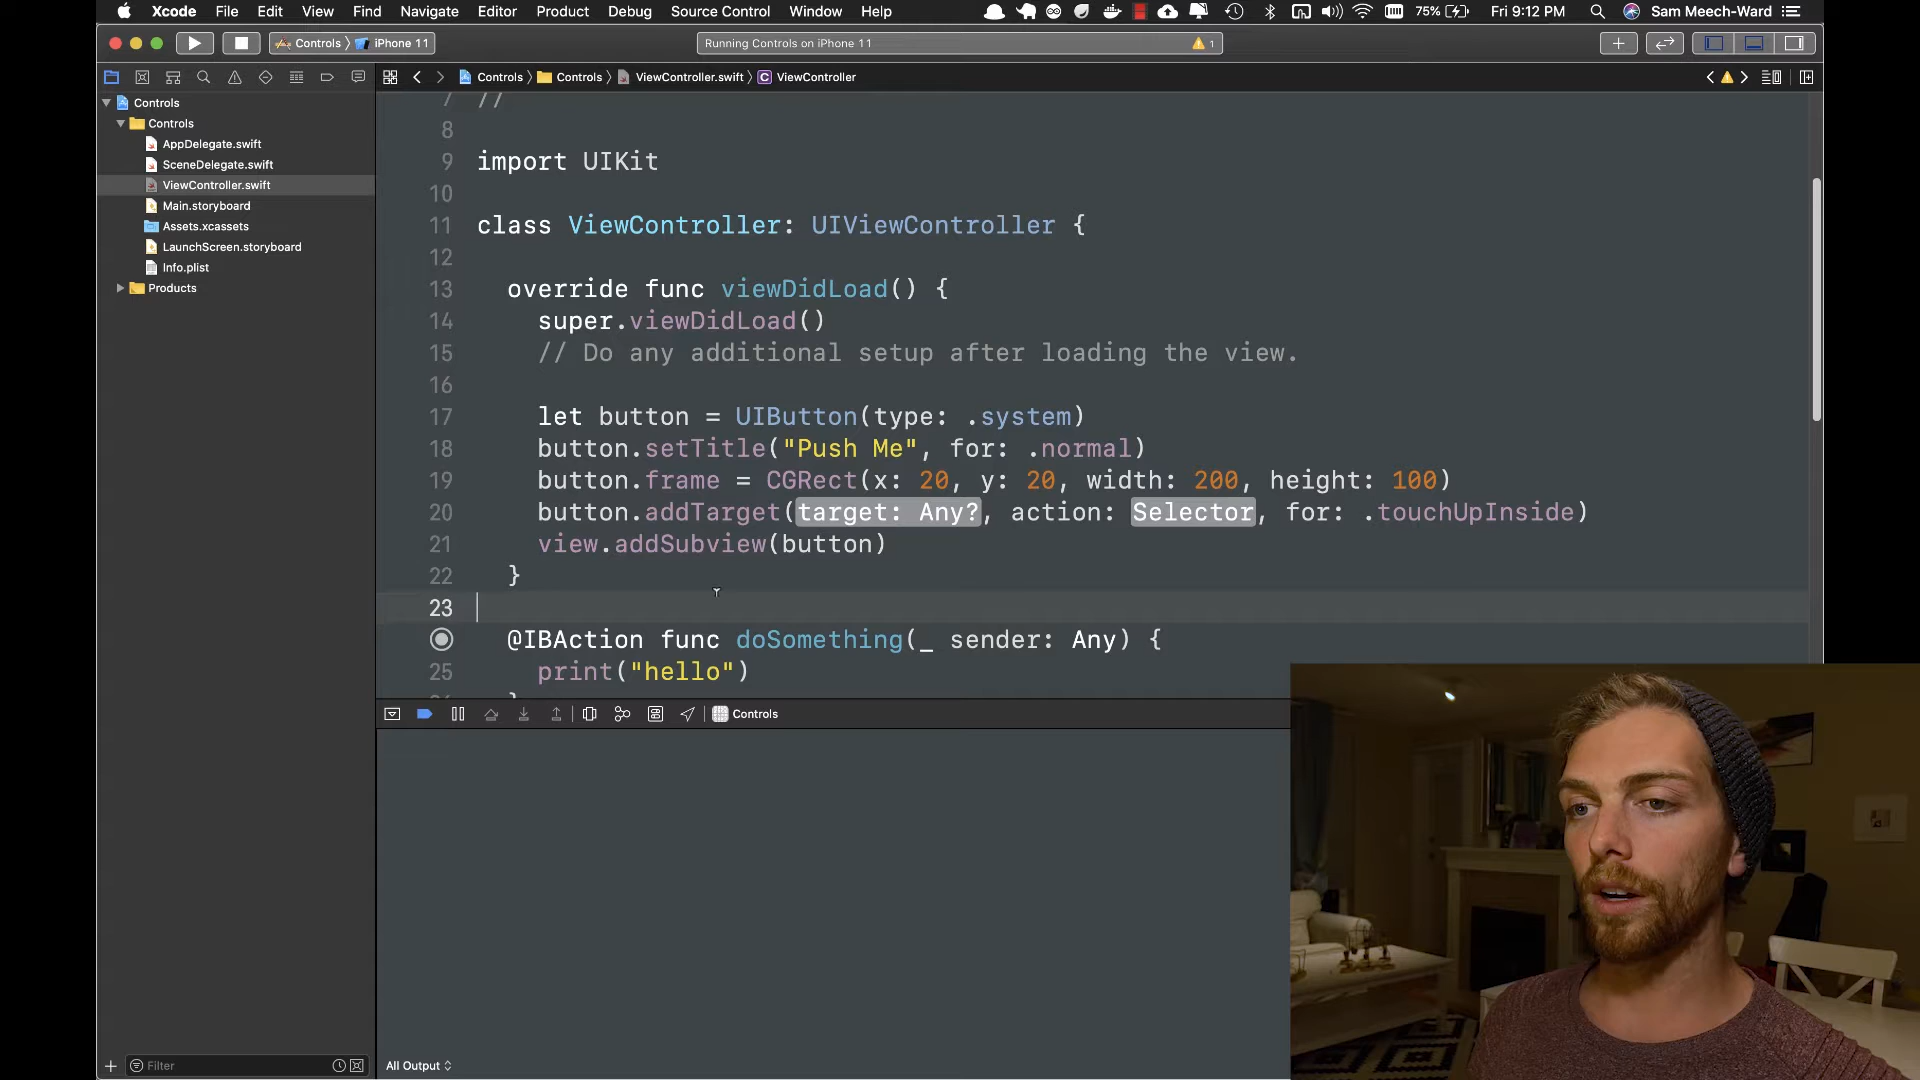 Xcode File Edit View Find Navigate Editor Product Debug Source Control Window Help 75% Fri 9:12 PM Sam Meech-Ward
Controls iPhone 11 Running Controls on iPhone 11 1
Controls Controls ViewController.swift C ViewController
Controls
Controls
AppDelegate.swift
SceneDelegate.swift
ViewController.swift
Main.storyboard
Assets.xcassets
LaunchScreen.storyboard
Info.plist
Products
7 //
8
9 import UIKit
10
11 class ViewController: UIViewController {
12
13 override func viewDidLoad() {
14 super.viewDidLoad()
15 // Do any additional setup after loading the view.
16
17 let button = UIButton(type: .system)
18 button.setTitle("Push Me", for: .normal)
19 button.frame = CGRect(x: 20, y: 20, width: 200, height: 100)
20 button.addTarget(target: Any?, action: Selector, for: .touchUpInside)
21 view.addSubview(button)
22 }
23
@IBAction func doSomething(_ sender: Any) {
25 print("hello")
Controls
Filter
All Output